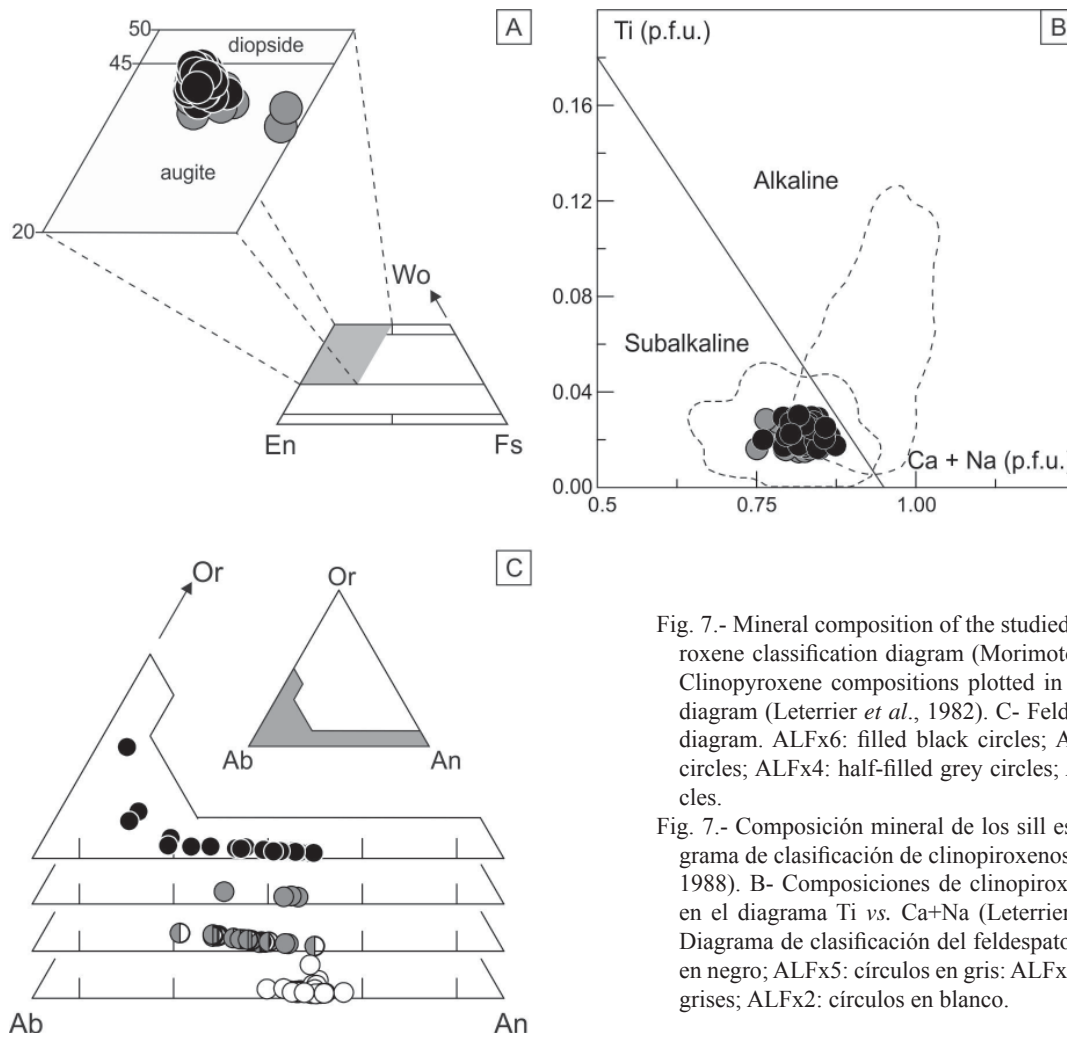 A
50
diopside
45
augite
20
Wo
En
Fs
B
Ti (p.f.u.)
0.16
0.12
0.08
0.04
0.00
Alkaline
Subalkaline
Ca + Na (p.f.u.)
0.5
0.75
1.00
C
Or
Or
Ab
An
Ab
An
Fig. 7.- Mineral composition of the studied
roxene classification diagram (Morimoto
Clinopyroxene compositions plotted in
diagram (Leterrier et al., 1982). C- Feld
diagram. ALFx6: filled black circles; A
circles; ALFx4: half-filled grey circles;
cles.
Fig. 7.- Composición mineral de los sill es
grama de clasificación de clinopiroxenos
1988). B- Composiciones de clinopirox
en el diagrama Ti vs. Ca+Na (Leterrier
Diagrama de clasificación del feldespato
en negro; ALFx5: círculos en gris: ALFx
grises; ALFx2: círculos en blanco.